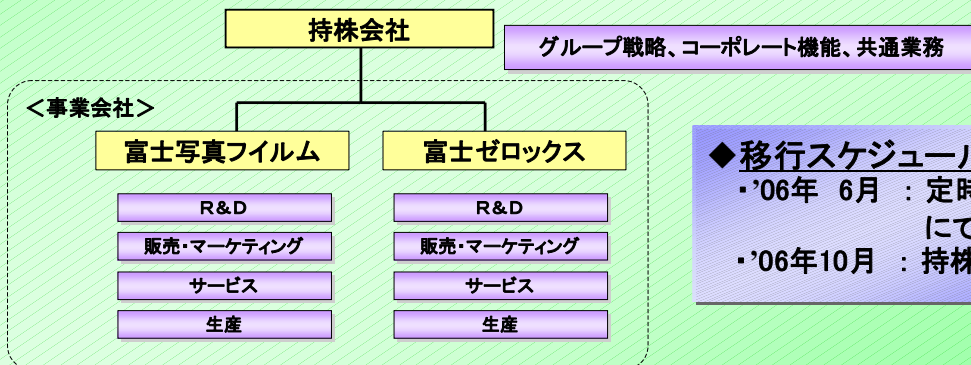 持株会社
グループ戦略、コーポレート機能、共通業務
＜事業会社＞
富士写真フイルム
富士ゼロックス
R&D
販売・マーケティング
サービス
生産
R&D
販売・マーケティング
サービス
生産
◆移行スケジュール
・’06年 6月 ： 定時
にて
・’06年10月 ： 持株